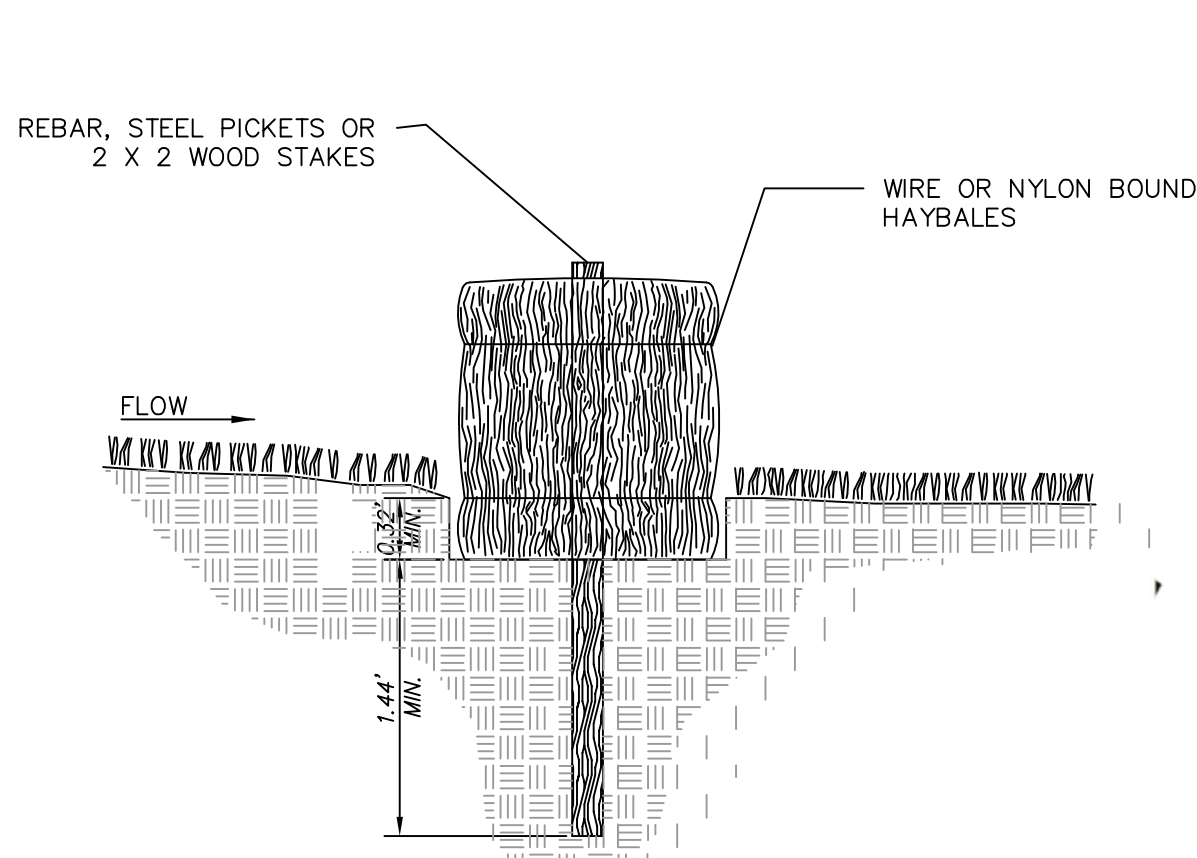 REBAR, STEEL PICKETS OR
2 X 2 WOOD STAKES
WIRE OR NYLON BOUND
HAYBALES
FLOW
0.32'
MIN.
1.44'
MIN.